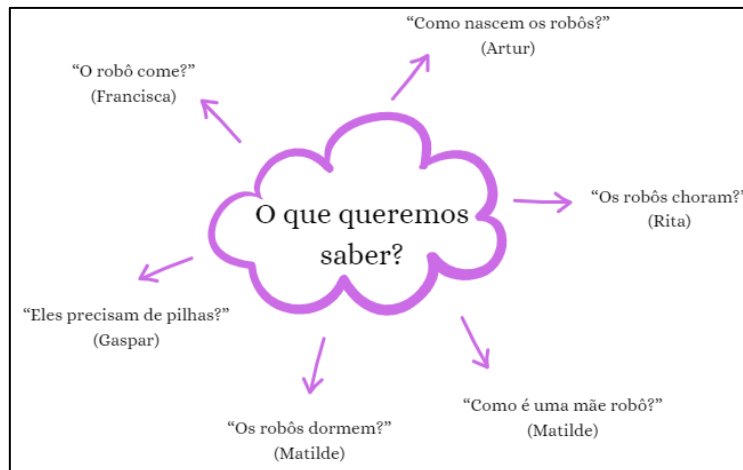 “Como nascem os robôs?”
(Artur)
“O robô come?”
(Francisca)
“Os robôs choram?”
(Rita)
O que queremos
saber?
“Eles precisam de pilhas?”
(Gaspar)
“Como é uma mãe robô?”
(Matilde)
“Os robôs dormem?”
(Matilde)